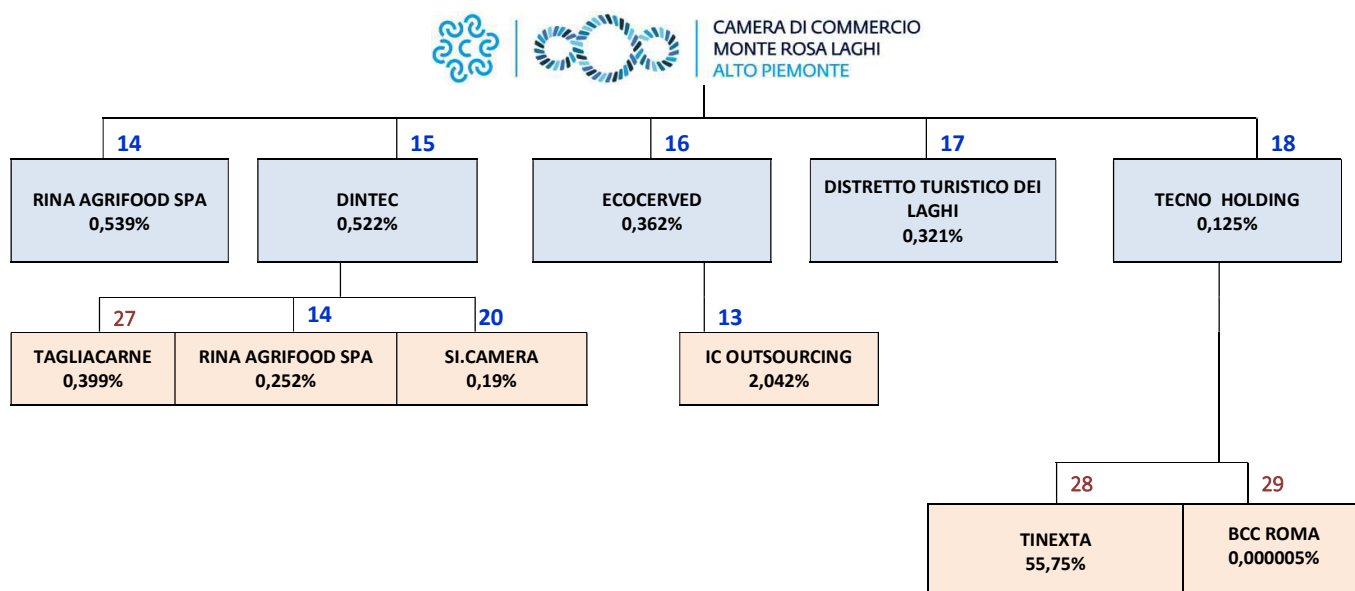 CAMERA DI COMMERCIO
MONTE ROSA LAGHI
ALTO PIEMONTE
14
15
16
17
18
RINA AGRIFOOD SPA
0,539%
DINTEC
0,522%
ECOCERVED
0,362%
DISTRETTO TURISTICO DEI
LAGHI
0,321%
TECNO HOLDING
0,125%
27
14
20
13
TAGLIACARNE
0,399%
RINA AGRIFOOD SPA
0,252%
SI.CAMERA
0,19%
IC OUTSOURCING
2,042%
28
29
TINEXTA
55,75%
BCC ROMA
0,000005%